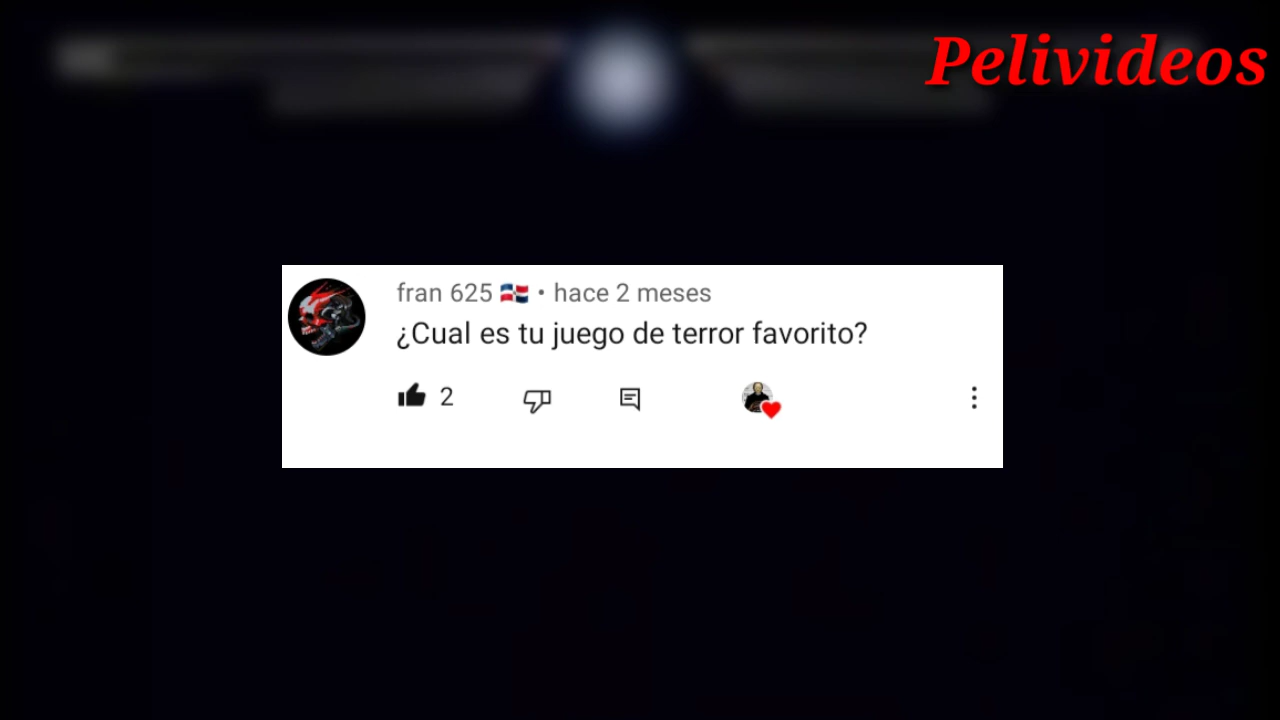 Pelivideos
fran 625 🇩🇴 • hace 2 meses
¿Cual es tu juego de terror favorito?
2